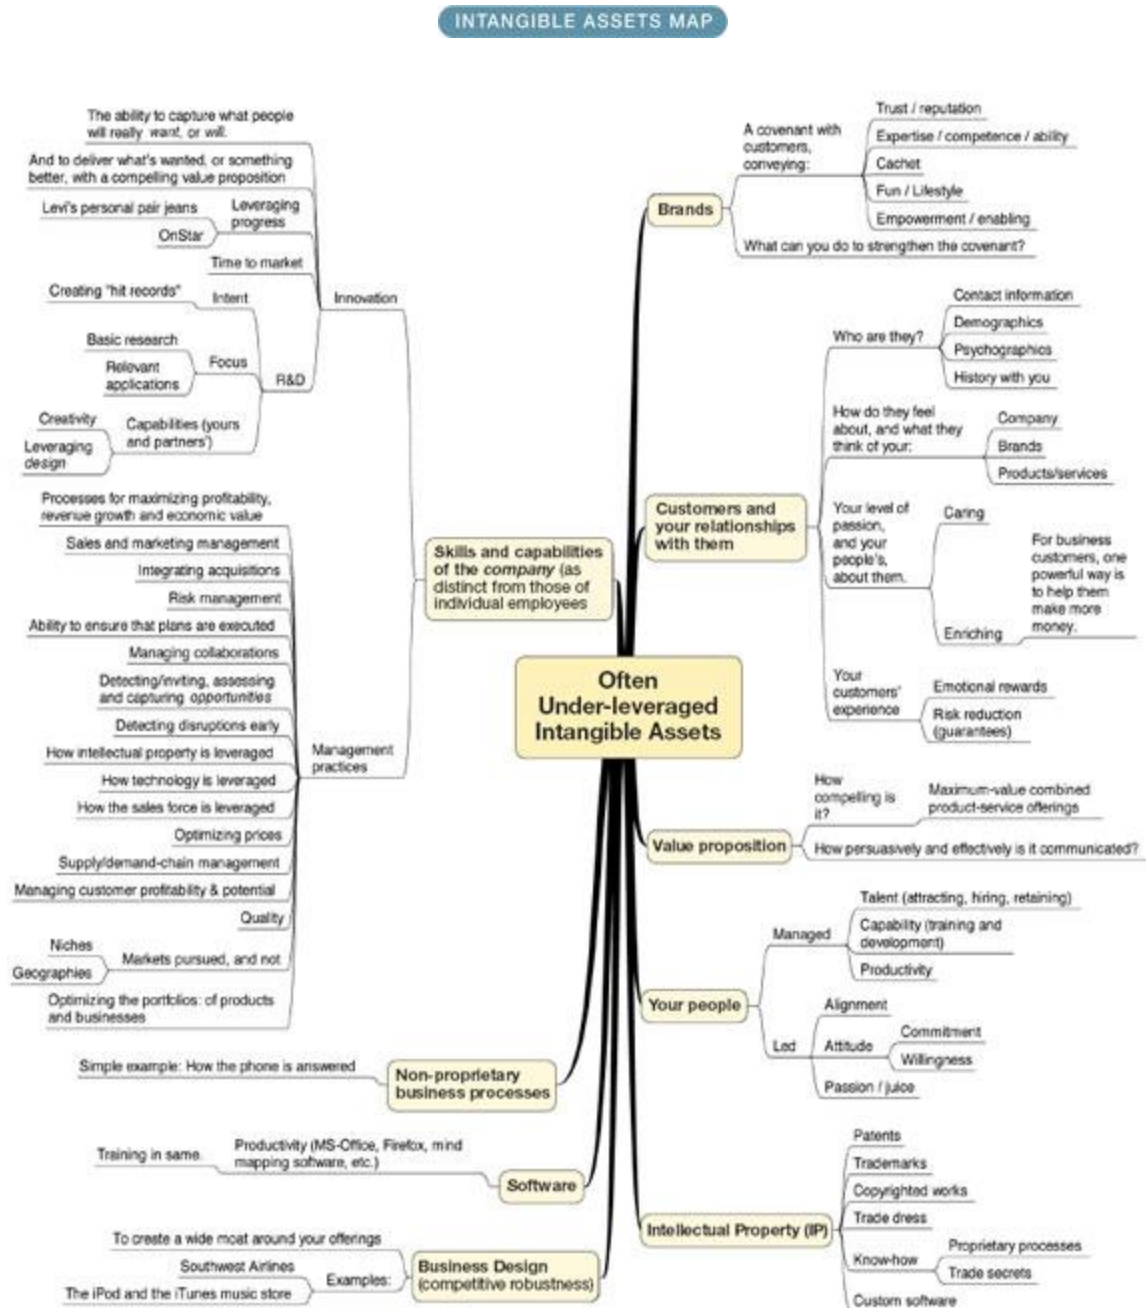 INTANGIBLE ASSETS MAP
The ability to capture what people
will really want, or will.
And to deliver what's wanted, or something
better, with a compelling value proposition
Levi's personal pair jeans
OnStar
Leveraging
progress
Time to market
Creating "hit records"
Intent
Basic research
Relevant
applications
Focus
Creativity
Leveraging
design
Capabilities (yours
and partners')
R&D
Innovation
Processes for maximizing profitability,
revenue growth and economic value
Sales and marketing management
Integrating acquisitions
Risk management
Ability to ensure that plans are executed
Managing collaborations
Detecting/inviting, assessing
and capturing opportunities
Detecting disruptions early
How intellectual property is leveraged
How technology is leveraged
How the sales force is leveraged
Optimizing prices
Supply/demand-chain management
Managing customer profitability & potential
Quality
Niches
Geographies
Markets pursued, and not
Optimizing the portfolios: of products
and businesses
Management
practices
Skills and capabilities
of the company (as
distinct from those of
individual employees
Simple example: How the phone is answered
Non-proprietary
business processes
Training in same.
Productivity (MS-Office, Firefox, mind
mapping software, etc.)
Software
To create a wide moat around your offerings
Southwest Airlines
The iPod and the iTunes music store
Examples:
Business Design
(competitive robustness)
Often
Under-leveraged
Intangible Assets
Brands
A covenant with
customers,
conveying:
Trust / reputation
Expertise / competence / ability
Cachet
Fun / Lifestyle
Empowerment / enabling
What can you do to strengthen the covenant?
Customers and
your relationships
with them
Who are they?
Contact information
Demographics
Psychographics
History with you
How do they feel
about, and what they
think of your:
Company
Brands
Products/services
Your level of
passion,
and your
people's,
about them.
Caring
Enriching
For business
customers, one
powerful way is
to help them
make more
money.
Your
customers'
experience
Emotional rewards
Risk reduction
(guarantees)
Value proposition
How
compelling is
it?
Maximum-value combined
product-service offerings
How persuasively and effectively is it communicated?
Your people
Managed
Talent (attracting, hiring, retaining)
Capability (training and
development)
Productivity
Led
Alignment
Attitude
Commitment
Willingness
Passion / juice
Intellectual Property (IP)
Patents
Trademarks
Copyrighted works
Trade dress
Know-how
Proprietary processes
Trade secrets
Custom software